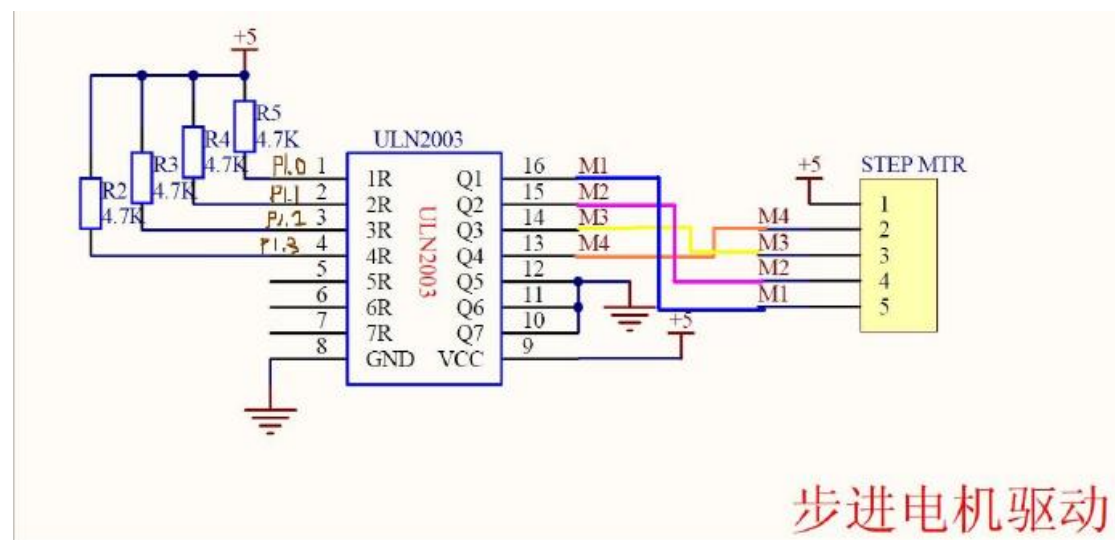 +5
R5
4.7K
R4
4.7K
R3
4.7K
R2
4.7K
ULN2003
P1.0 1 1R Q1 16 M1
P1.1 2 2R Q2 15 M2
P1.2 3 3R Q3 14 M3
P1.3 4 4R Q4 13 M4
5 5R Q5 12
6 6R Q6 11
7 7R Q7 10
8 GND VCC 9
ULN2003
+5
+5
STEP MTR
1
M4 2
M3 3
M2 4
M1 5
步进电机驱动